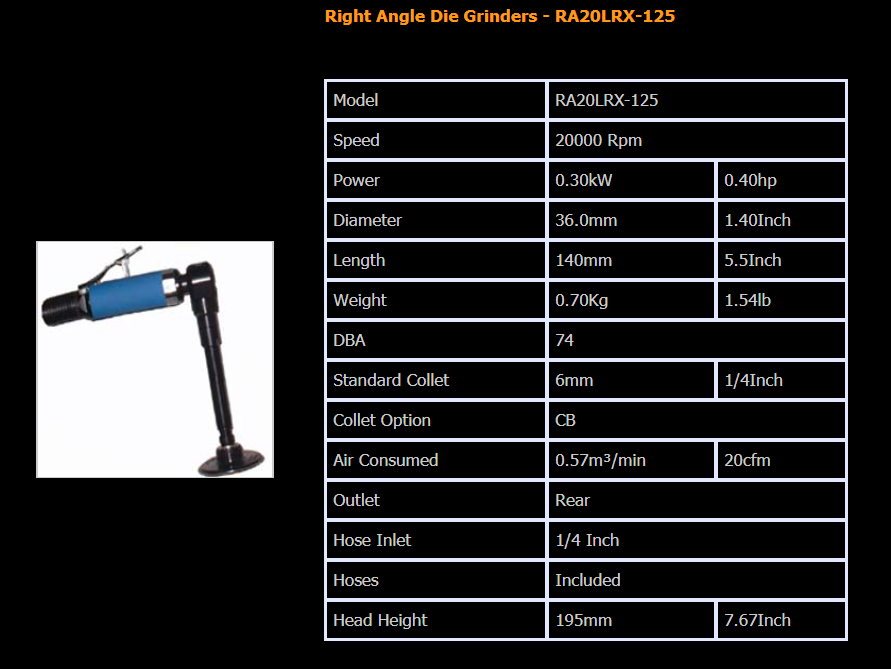 Right Angle Die Grinders - RA20LRX-125
Model RA20LRX-125
Speed 20000 Rpm
Power 0.30kW 0.40hp
Diameter 36.0mm 1.40Inch
Length 140mm 5.5Inch
Weight 0.70Kg 1.54lb
DBA 74
Standard Collet 6mm 1/4Inch
Collet Option CB
Air Consumed 0.57m³/min 20cfm
Outlet Rear
Hose Inlet 1/4 Inch
Hoses Included
Head Height 195mm 7.67Inch